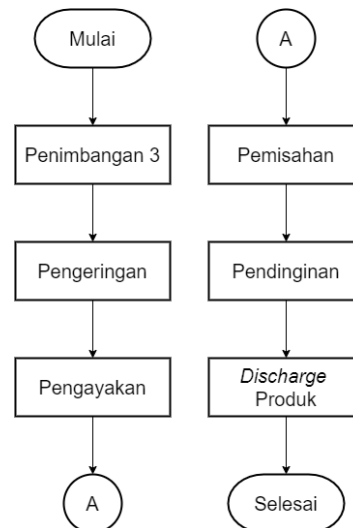 Mulai
Penimbangan 3
Pengeringan
Pengayakan
A
A
Pemisahan
Pendinginan
Discharge
Produk
Selesai